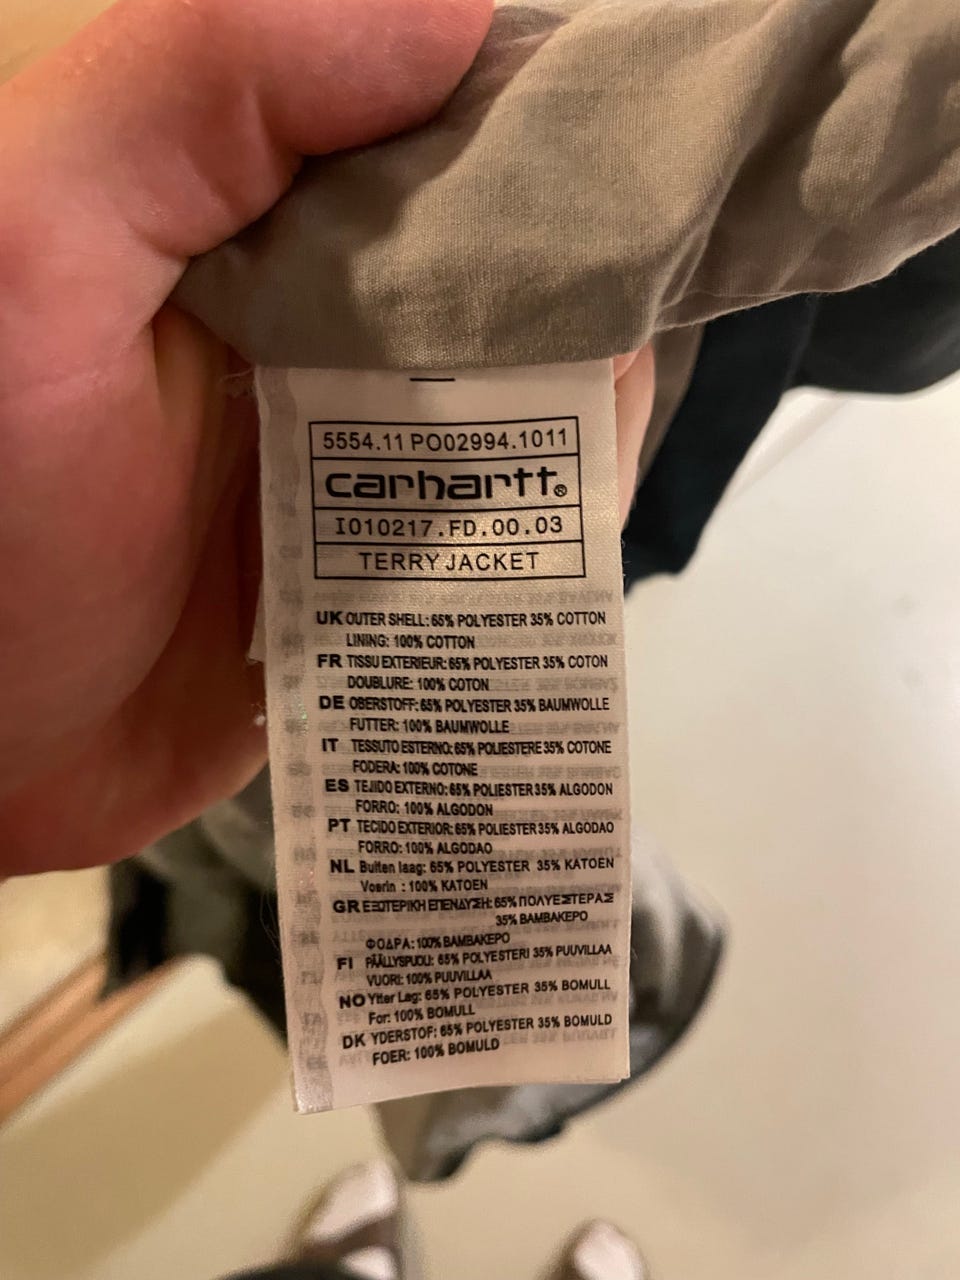 5554.11 PO02994.1011
carhartt®
I010217.FD.00.03
TERRY JACKET
UK OUTER SHELL: 65% POLYESTER 35% COTTON
LINING: 100% COTTON
FR TISSU EXTERIEUR: 65% POLYESTER 35% COTON
DOUBLURE: 100% COTON
DE OBERSTOFF: 65% POLYESTER 35% BAUMWOLLE
FUTTER: 100% BAUMWOLLE
IT TESSUTO ESTERNO: 65% POLIESTERE 35% COTONE
FODERA: 100% COTONE
ES TEJIDO EXTERNO: 65% POLIESTER 35% ALGODON
FORRO: 100% ALGODON
PT TECIDO EXTERIOR: 65% POLIESTER 35% ALGODAO
FORRO: 100% ALGODAO
NL Buiten laag: 65% POLYESTER 35% KATOEN
Voerin : 100% KATOEN
GR ΕΞΩΤΕΡΙΚΗ ΕΠΕΝΔΥΣΗ: 65% ΠΟΛΥΕΣΤΕΡΑΣ
35% ΒΑΜΒΑΚΕΡΟ
ΦΟΔΡΑ: 100% ΒΑΜΒΑΚΕΡΟ
FI PÄÄLLYSPUOLI: 65% POLYESTERI 35% PUUVILLAA
VUORI: 100% PUUVILLAA
NO Ytter Lag: 65% POLYESTER 35% BOMULL
For: 100% BOMULL
DK YDERSTOF: 65% POLYESTER 35% BOMULD
FOER: 100% BOMULD